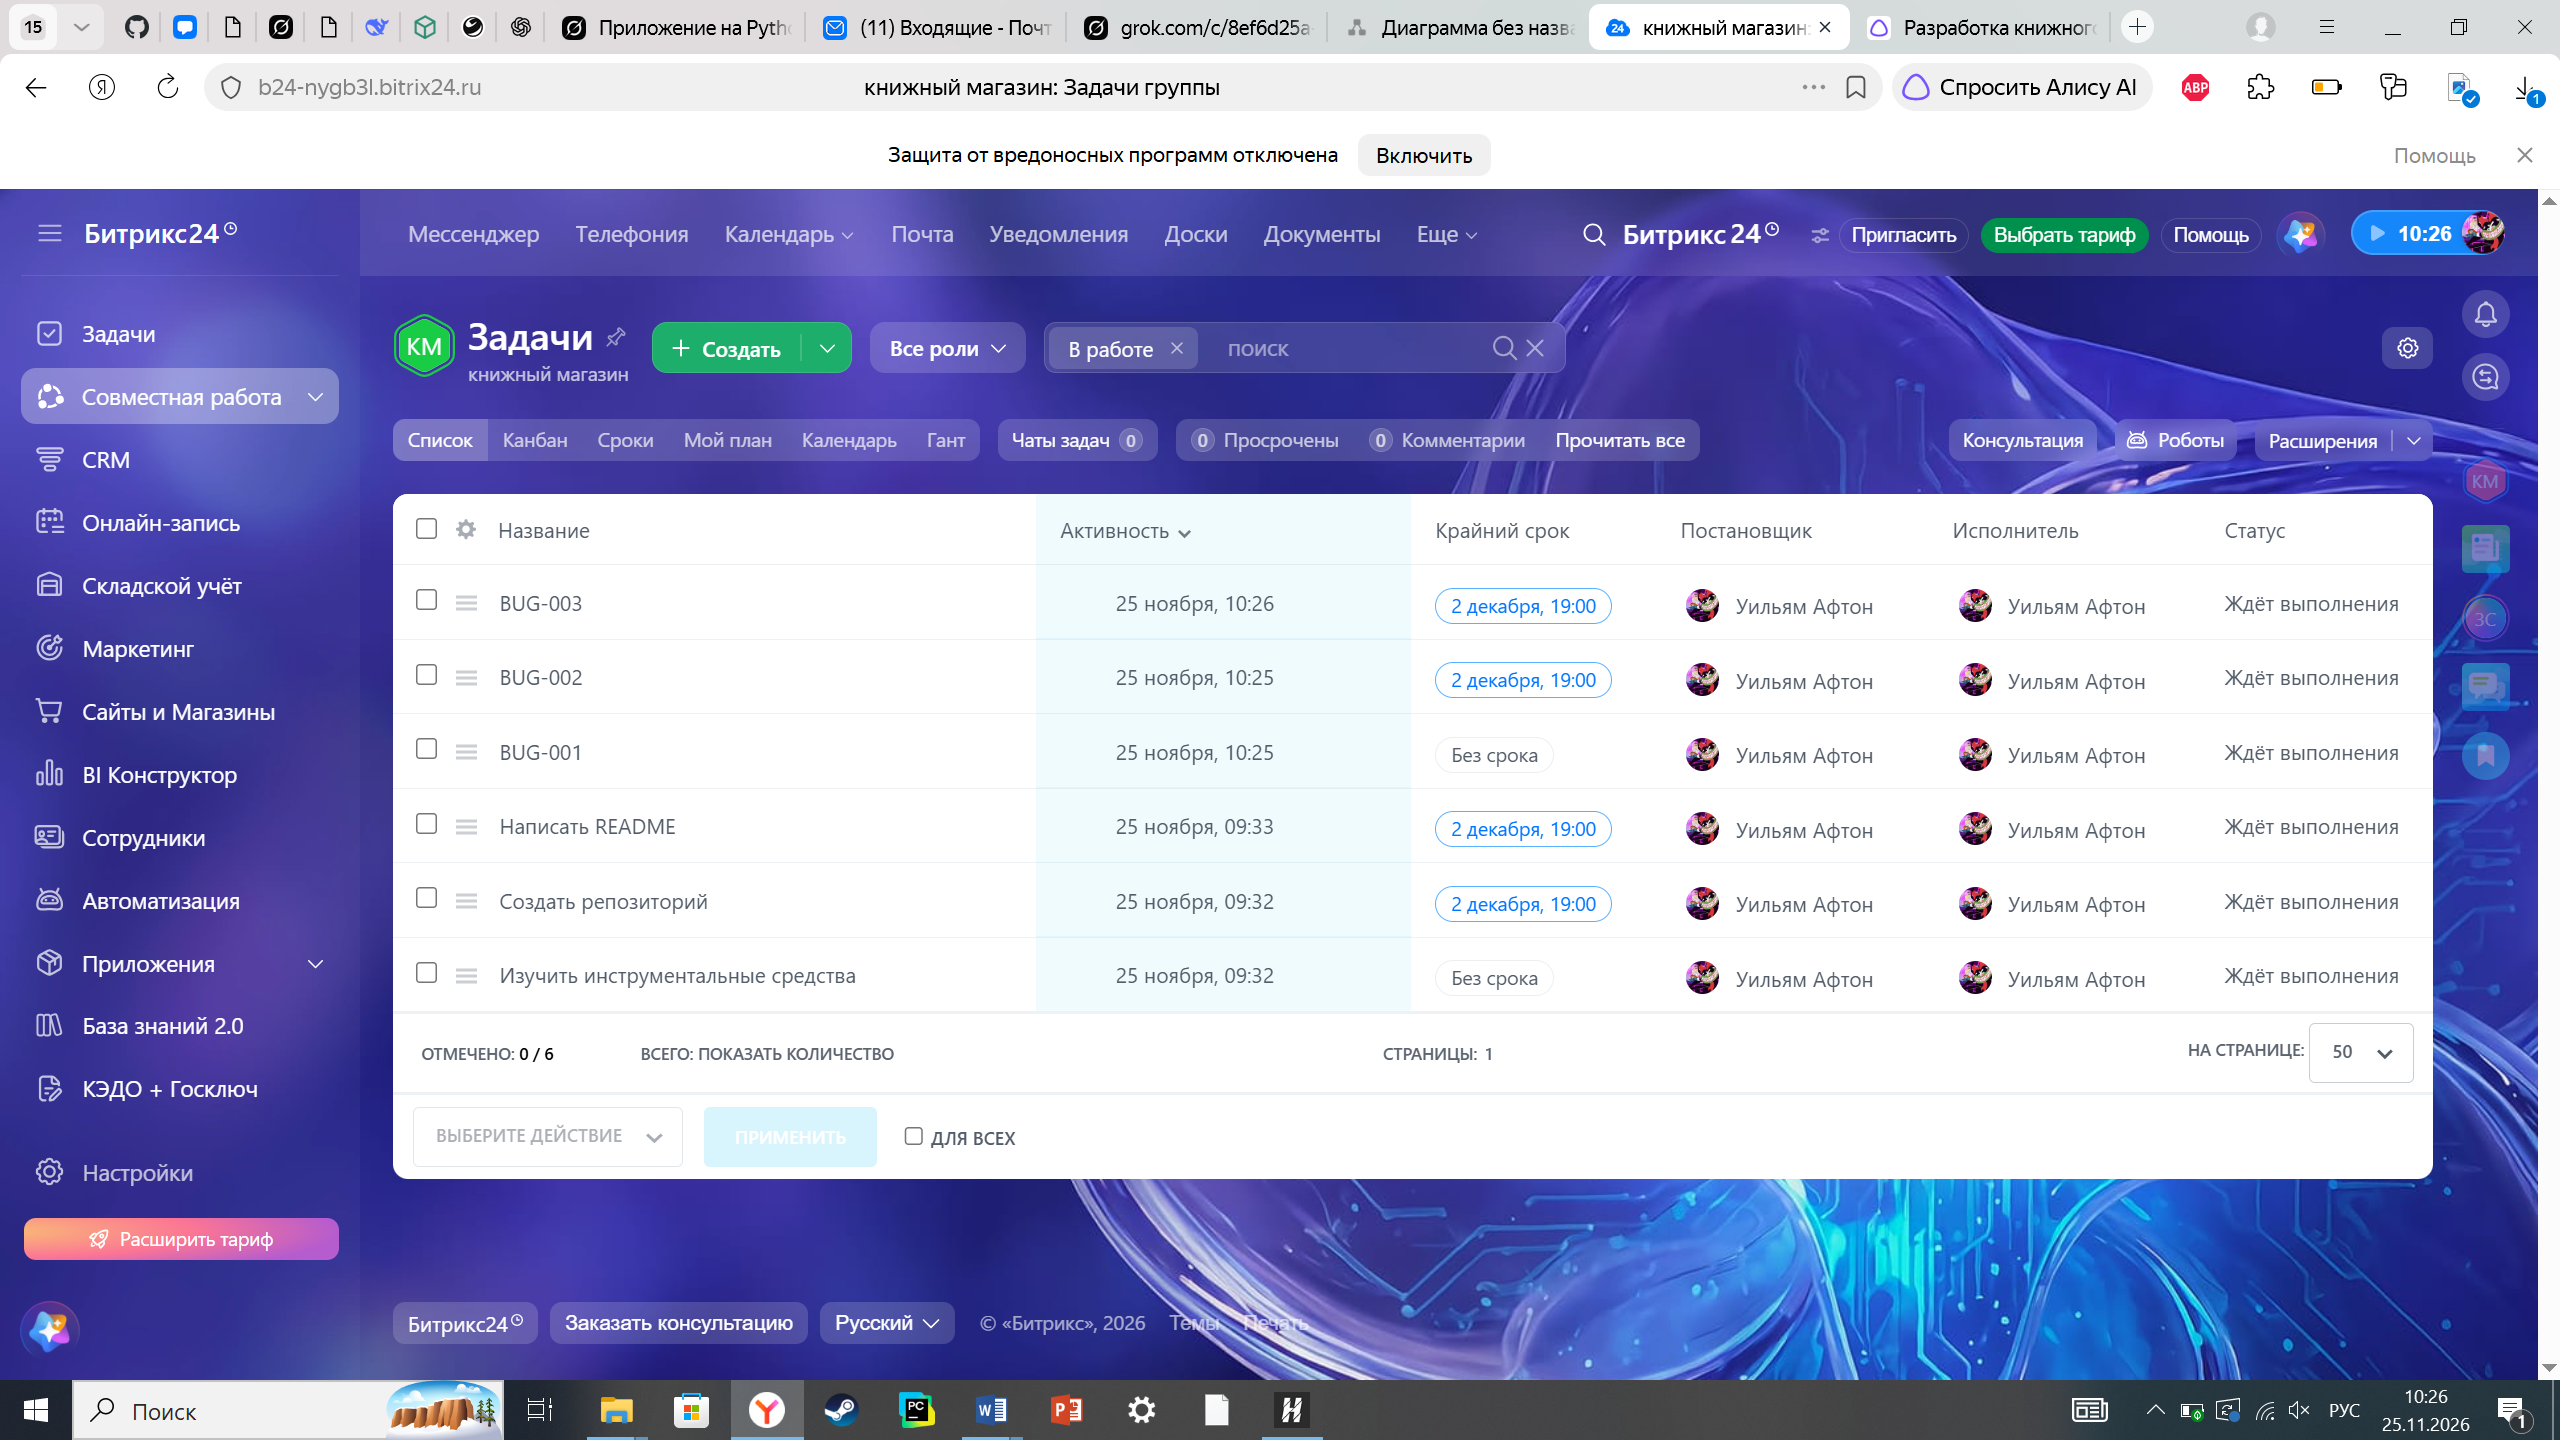 15
Приложение на Pyth
(11) Входящие - Почт
grok.com/c/8ef6d25a
Диаграмма без назва
книжный магазин:
Разработка книжног
b24-nygb3l.bitrix24.ru
книжный магазин: Задачи группы
Спросить Алису AI
ABP
1
Защита от вредоносных программ отключена
Включить
Помощь
Битрикс24
Мессенджер
Телефония
Календарь
Почта
Уведомления
Доски
Документы
Еще
Битрикс 24
Пригласить
Выбрать тариф
Помощь
10:26
Задачи
Совместная работа
CRM
Онлайн-запись
Складской учёт
Маркетинг
Сайты и Магазины
BI Конструктор
Сотрудники
Автоматизация
Приложения
База знаний 2.0
КЭДО + Госключ
Настройки
Расширить тариф
КМ
Задачи
книжный магазин
Создать
Все роли
В работе
поиск
Список
Канбан
Сроки
Мой план
Календарь
Гант
Чаты задач 0
0 Просрочены
0 Комментарии
Прочитать все
Консультация
Роботы
Расширения
КМ
ЗС
Название Активность Крайний срок Постановщик Исполнитель Статус
BUG-003 25 ноября, 10:26 2 декабря, 19:00 Уильям Афтон Уильям Афтон Ждёт выполнения
BUG-002 25 ноября, 10:25 2 декабря, 19:00 Уильям Афтон Уильям Афтон Ждёт выполнения
BUG-001 25 ноября, 10:25 Без срока Уильям Афтон Уильям Афтон Ждёт выполнения
Написать README 25 ноября, 09:33 2 декабря, 19:00 Уильям Афтон Уильям Афтон Ждёт выполнения
Создать репозиторий 25 ноября, 09:32 2 декабря, 19:00 Уильям Афтон Уильям Афтон Ждёт выполнения
Изучить инструментальные средства 25 ноября, 09:32 Без срока Уильям Афтон Уильям Афтон Ждёт выполнения
ОТМЕЧЕНО: 0 / 6
ВСЕГО: ПОКАЗАТЬ КОЛИЧЕСТВО
СТРАНИЦЫ: 1
НА СТРАНИЦЕ: 50
ВЫБЕРИТЕ ДЕЙСТВИЕ
ПРИМЕНИТЬ
ДЛЯ ВСЕХ
Битрикс24
Заказать консультацию
Русский
© «Битрикс», 2026
Темы
Печать
Поиск
РУС
10:26
25.11.2026
1